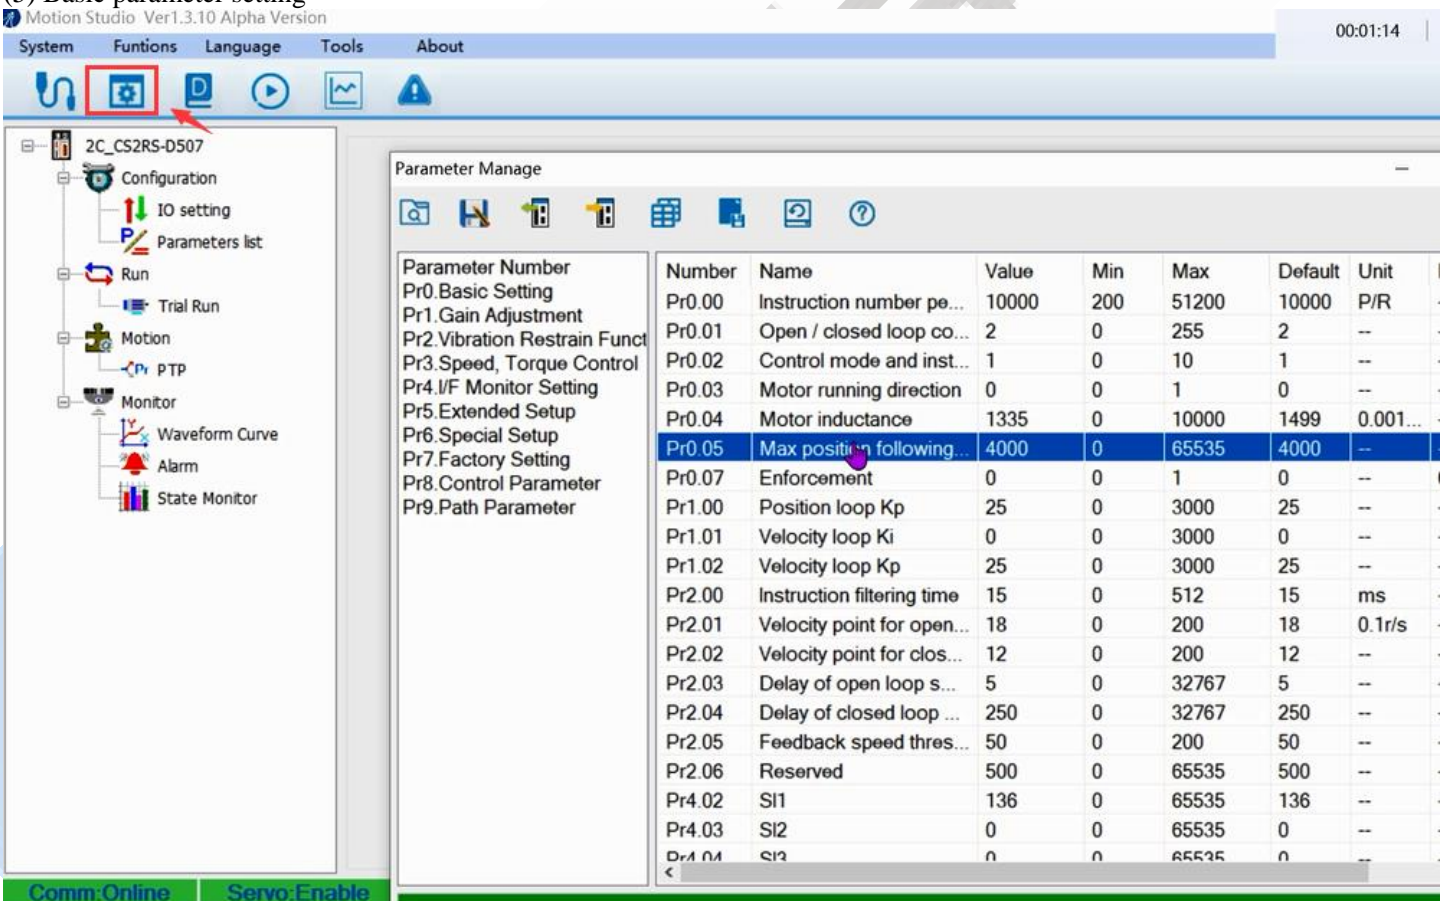 (3) Basic parameter setting
Motion Studio Ver1.3.10 Alpha Version
00:01:14
System Funtions Language Tools About
2C_CS2RS-D507
Configuration
IO setting
Parameters list
Run
Trial Run
Motion
PTP
Monitor
Waveform Curve
Alarm
State Monitor
Parameter Manage
Parameter Number
Pr0.Basic Setting
Pr1.Gain Adjustment
Pr2.Vibration Restrain Funct
Pr3.Speed, Torque Control
Pr4.I/F Monitor Setting
Pr5.Extended Setup
Pr6.Special Setup
Pr7.Factory Setting
Pr8.Control Parameter
Pr9.Path Parameter
Number Name Value Min Max Default Unit
Pr0.00 Instruction number pe... 10000 200 51200 10000 P/R
Pr0.01 Open / closed loop co... 2 0 255 2 --
Pr0.02 Control mode and inst... 1 0 10 1 --
Pr0.03 Motor running direction 0 0 1 0 --
Pr0.04 Motor inductance 1335 0 10000 1499 0.001...
Pr0.05 Max position following... 4000 0 65535 4000 --
Pr0.07 Enforcement 0 0 1 0 --
Pr1.00 Position loop Kp 25 0 3000 25 --
Pr1.01 Velocity loop Ki 0 0 3000 0 --
Pr1.02 Velocity loop Kp 25 0 3000 25 --
Pr2.00 Instruction filtering time 15 0 512 15 ms
Pr2.01 Velocity point for open... 18 0 200 18 0.1r/s
Pr2.02 Velocity point for clos... 12 0 200 12 --
Pr2.03 Delay of open loop s... 5 0 32767 5 --
Pr2.04 Delay of closed loop ... 250 0 32767 250 --
Pr2.05 Feedback speed thres... 50 0 200 50 --
Pr2.06 Reserved 500 0 65535 500 --
Pr4.02 SI1 136 0 65535 136 --
Pr4.03 SI2 0 0 65535 0 --
Pr4.04 SI3 0 0 65535 0 --
Comm:Online Servo:Enable